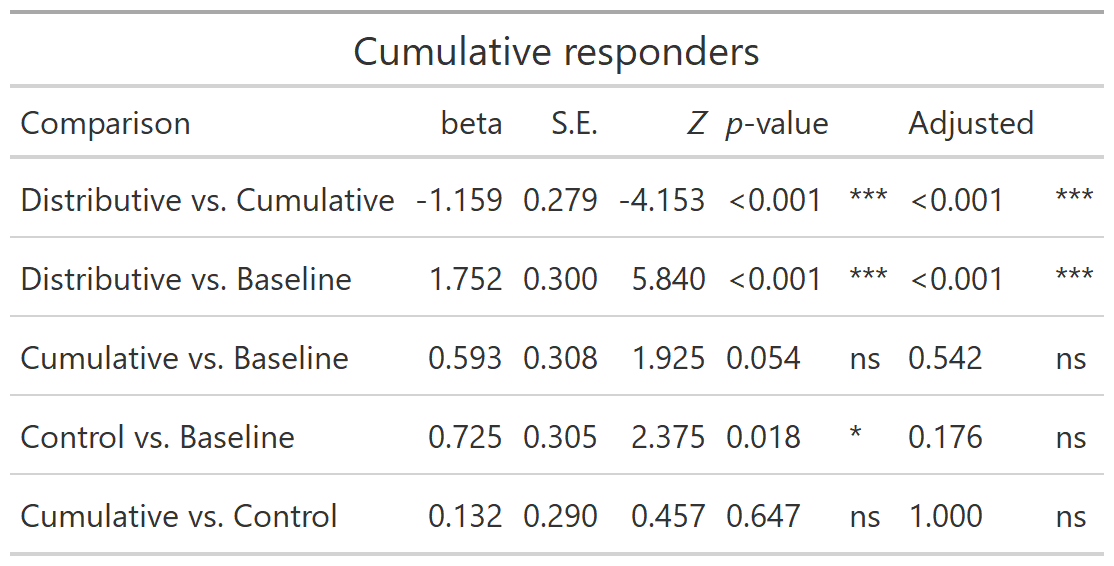 Cumulative responders
Comparison beta S.E. Z p-value Adjusted
Distributive vs. Cumulative -1.159 0.279 -4.153 <0.001 *** <0.001 ***
Distributive vs. Baseline 1.752 0.300 5.840 <0.001 *** <0.001 ***
Cumulative vs. Baseline 0.593 0.308 1.925 0.054 ns 0.542 ns
Control vs. Baseline 0.725 0.305 2.375 0.018 * 0.176 ns
Cumulative vs. Control 0.132 0.290 0.457 0.647 ns 1.000 ns